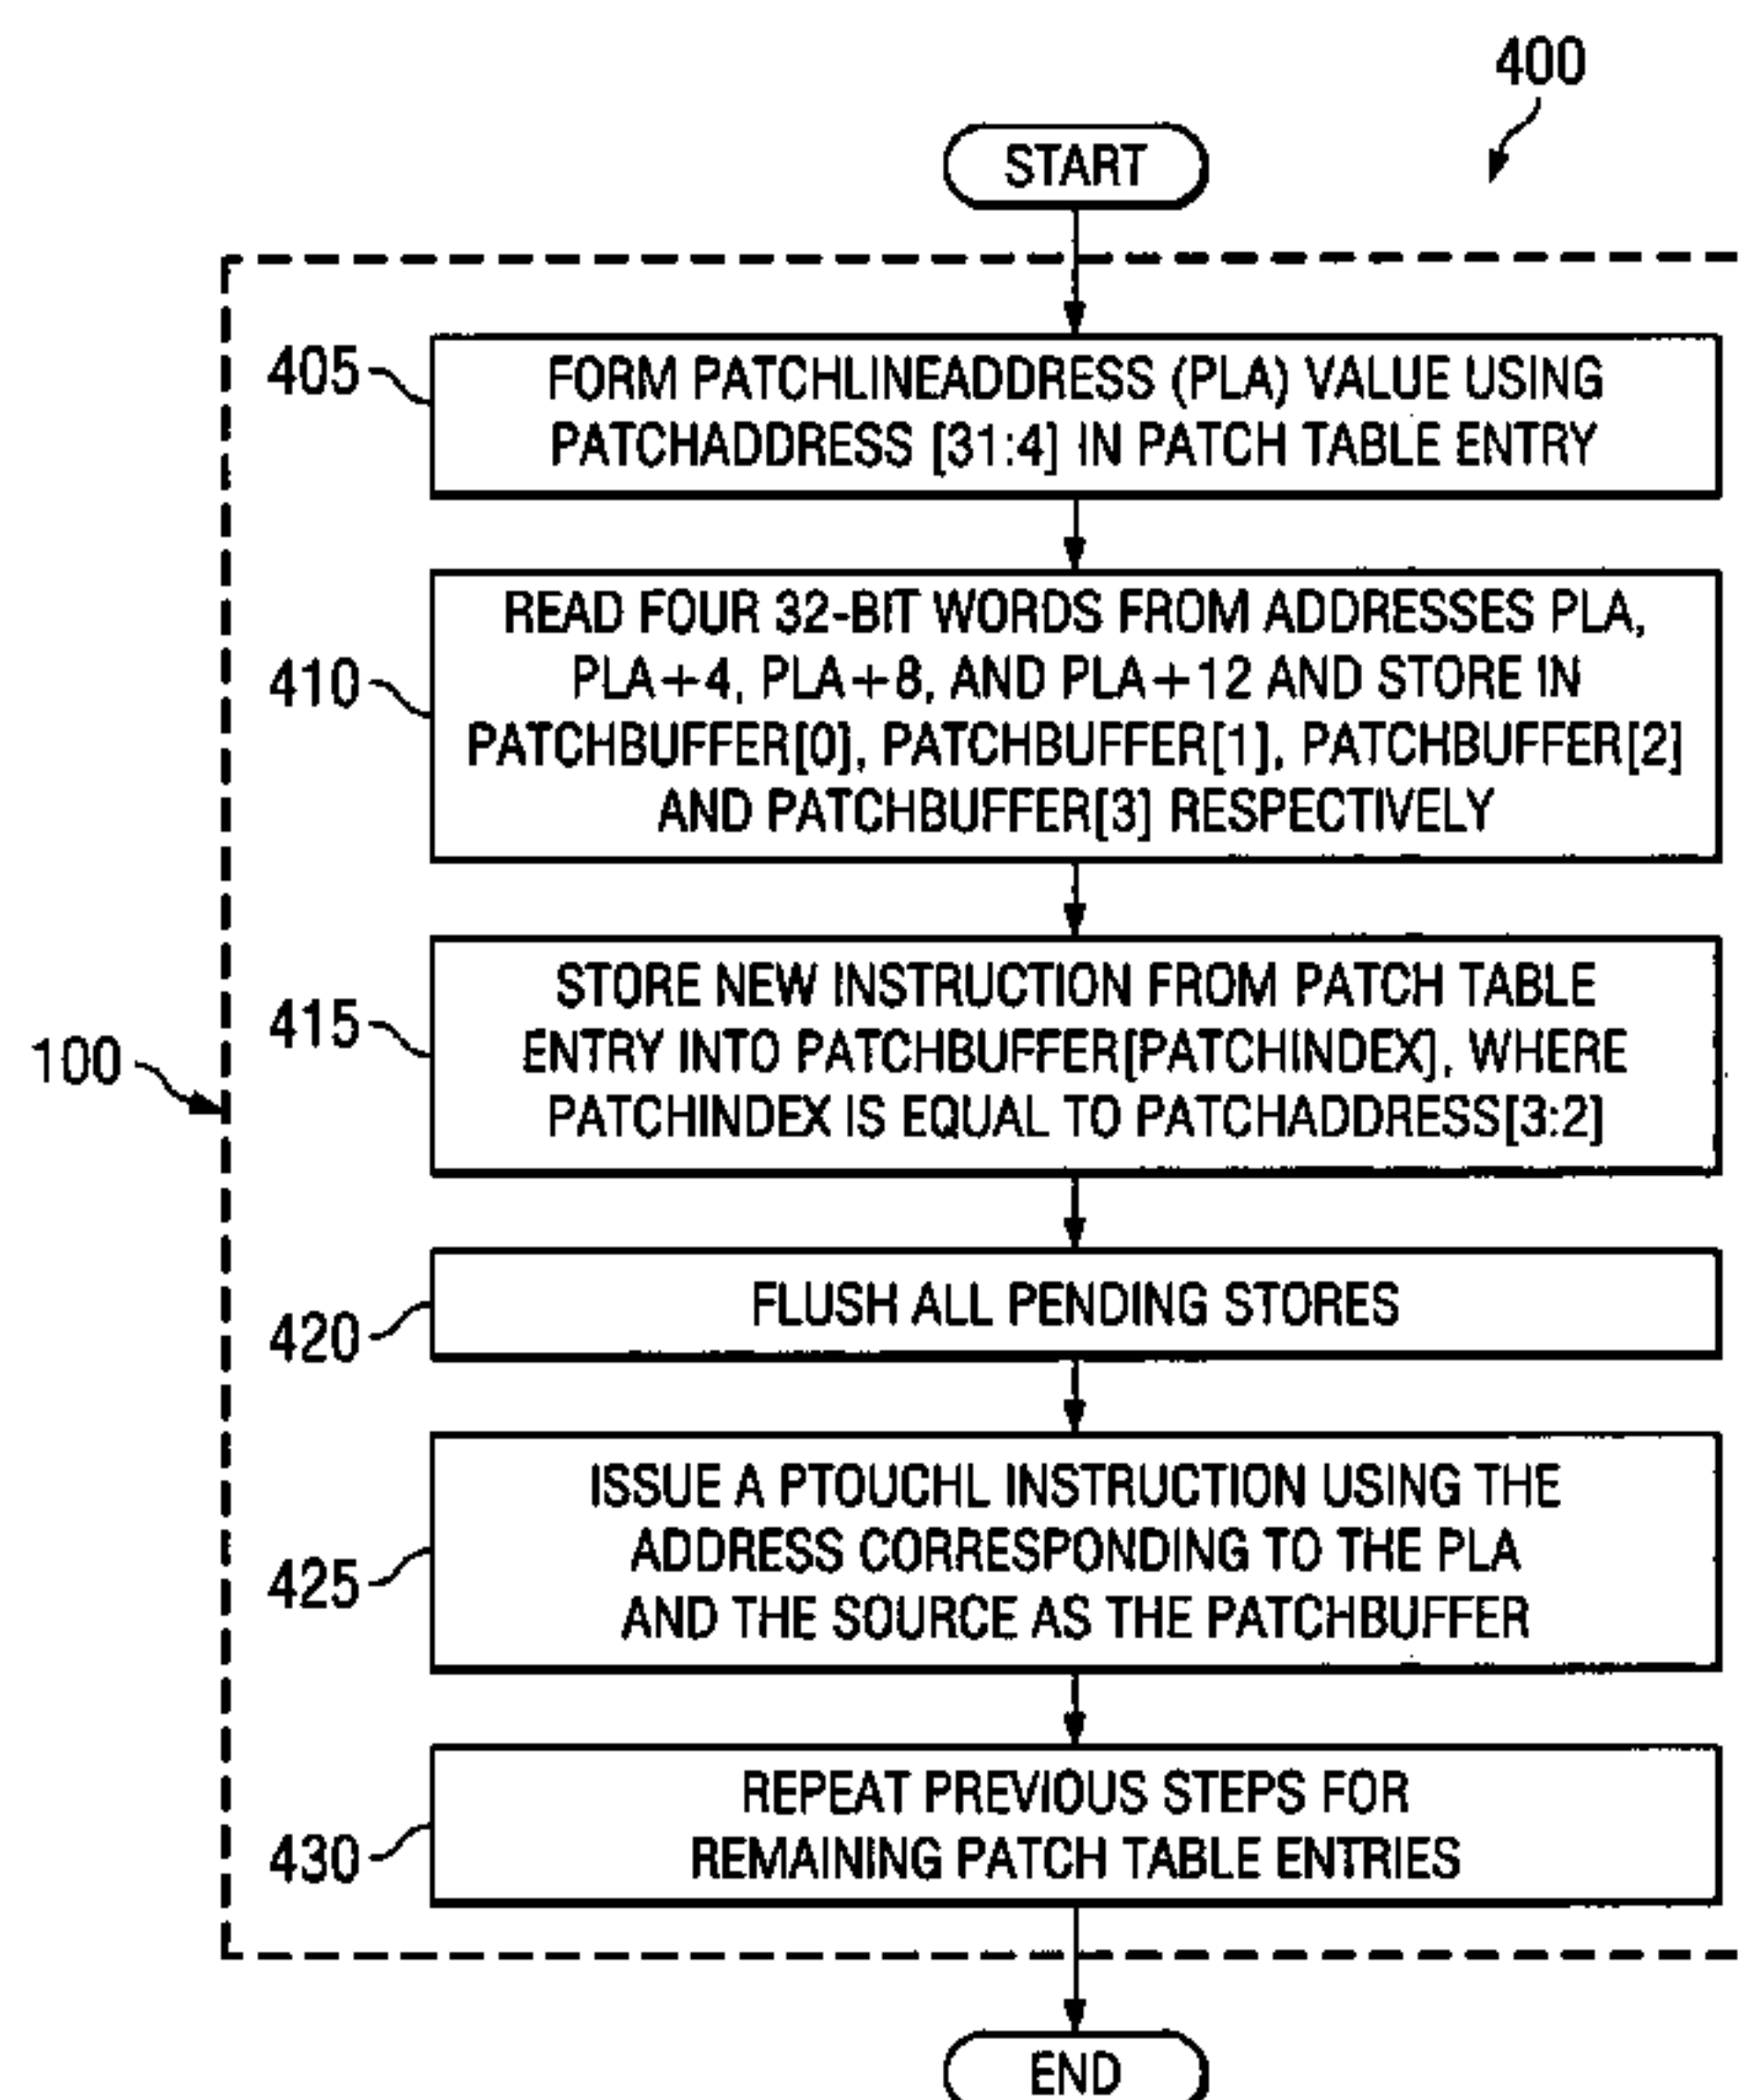 400
START
405
FORM PATCHLINEADDRESS (PLA) VALUE USING
PATCHADDRESS [31:4] IN PATCH TABLE ENTRY
410
READ FOUR 32-BIT WORDS FROM ADDRESSES PLA,
PLA+4, PLA+8, AND PLA+12 AND STORE IN
PATCHBUFFER[0], PATCHBUFFER[1], PATCHBUFFER[2]
AND PATCHBUFFER[3] RESPECTIVELY
100
415
STORE NEW INSTRUCTION FROM PATCH TABLE
ENTRY INTO PATCHBUFFER[PATCHINDEX], WHERE
PATCHINDEX IS EQUAL TO PATCHADDRESS[3:2]
420
FLUSH ALL PENDING STORES
425
ISSUE A PTOUCHL INSTRUCTION USING THE
ADDRESS CORRESPONDING TO THE PLA
AND THE SOURCE AS THE PATCHBUFFER
430
REPEAT PREVIOUS STEPS FOR
REMAINING PATCH TABLE ENTRIES
END